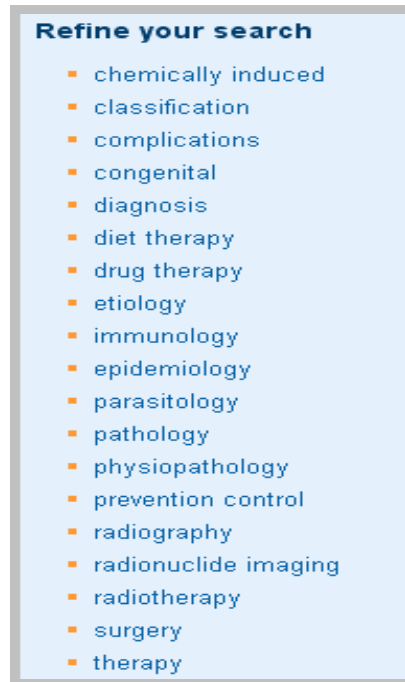 Refine your search
chemically induced
classification
complications
congenital
diagnosis
diet therapy
drug therapy
etiology
immunology
epidemiology
parasitology
pathology
physiopathology
prevention control
radiography
radionuclide imaging
radiotherapy
surgery
therapy